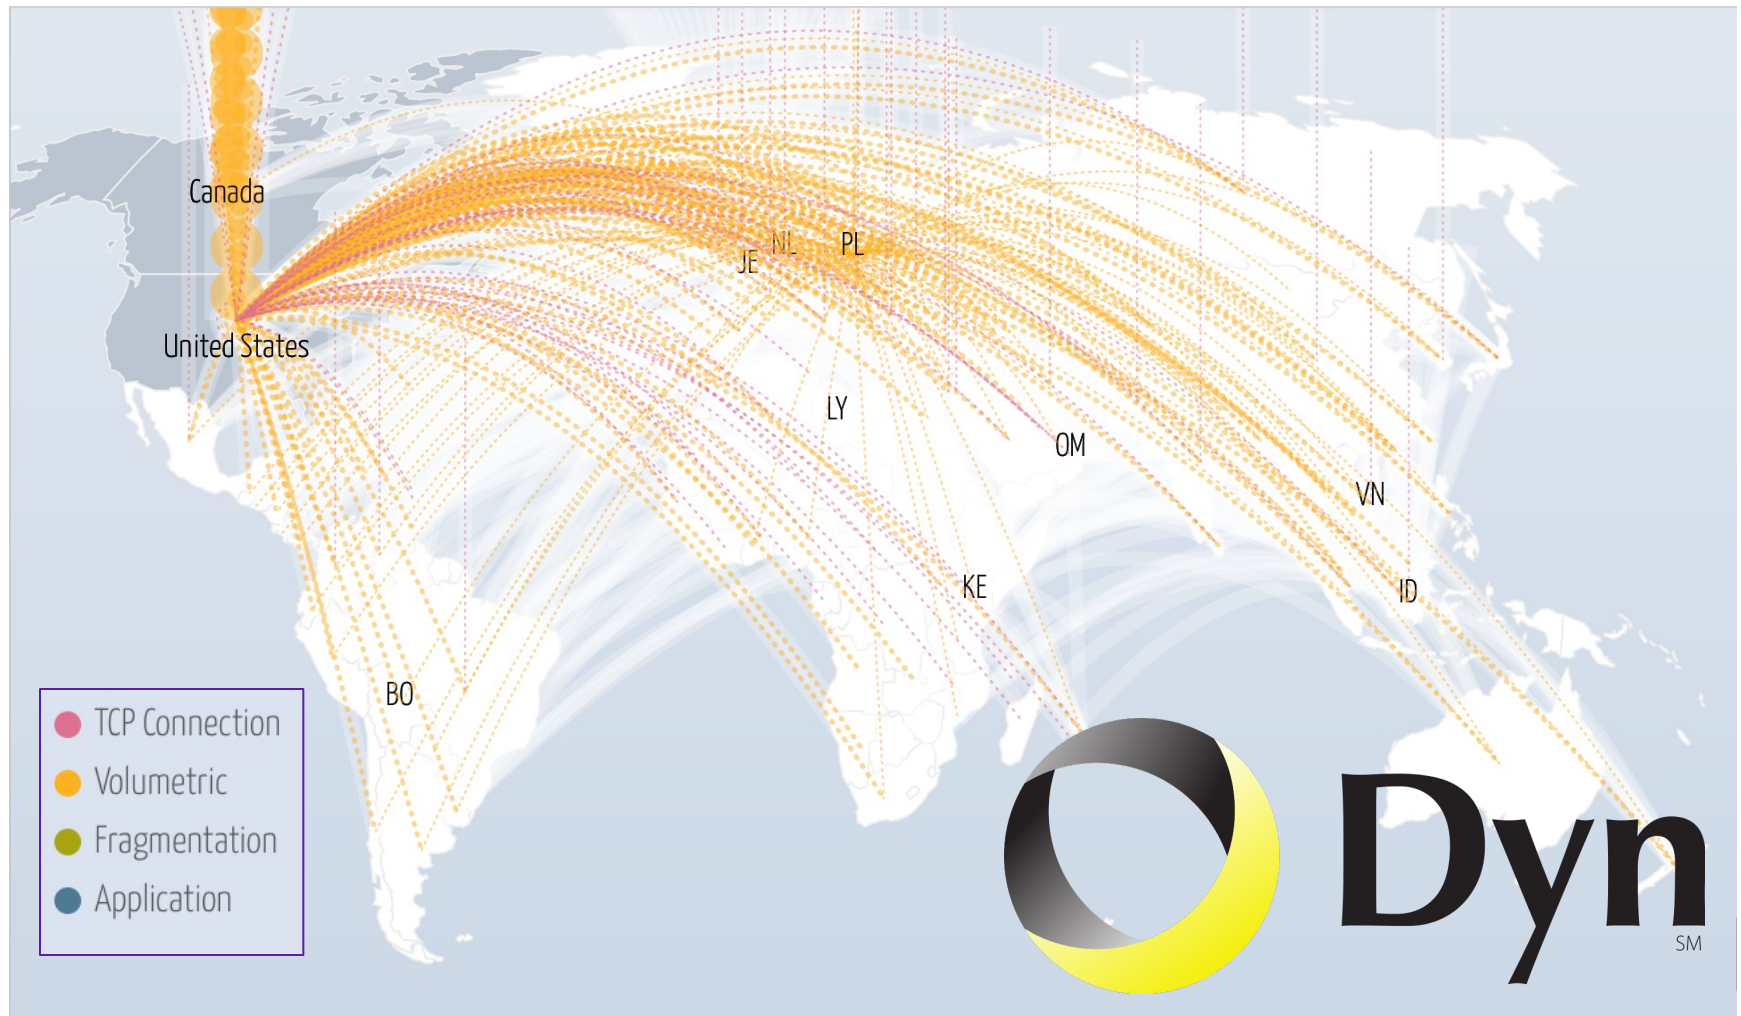 Canada
NL
PL
JE
United States
LY
OM
VN
KE
ID
BO
TCP Connection
Volumetric
Fragmentation
Application
Dyn
SM